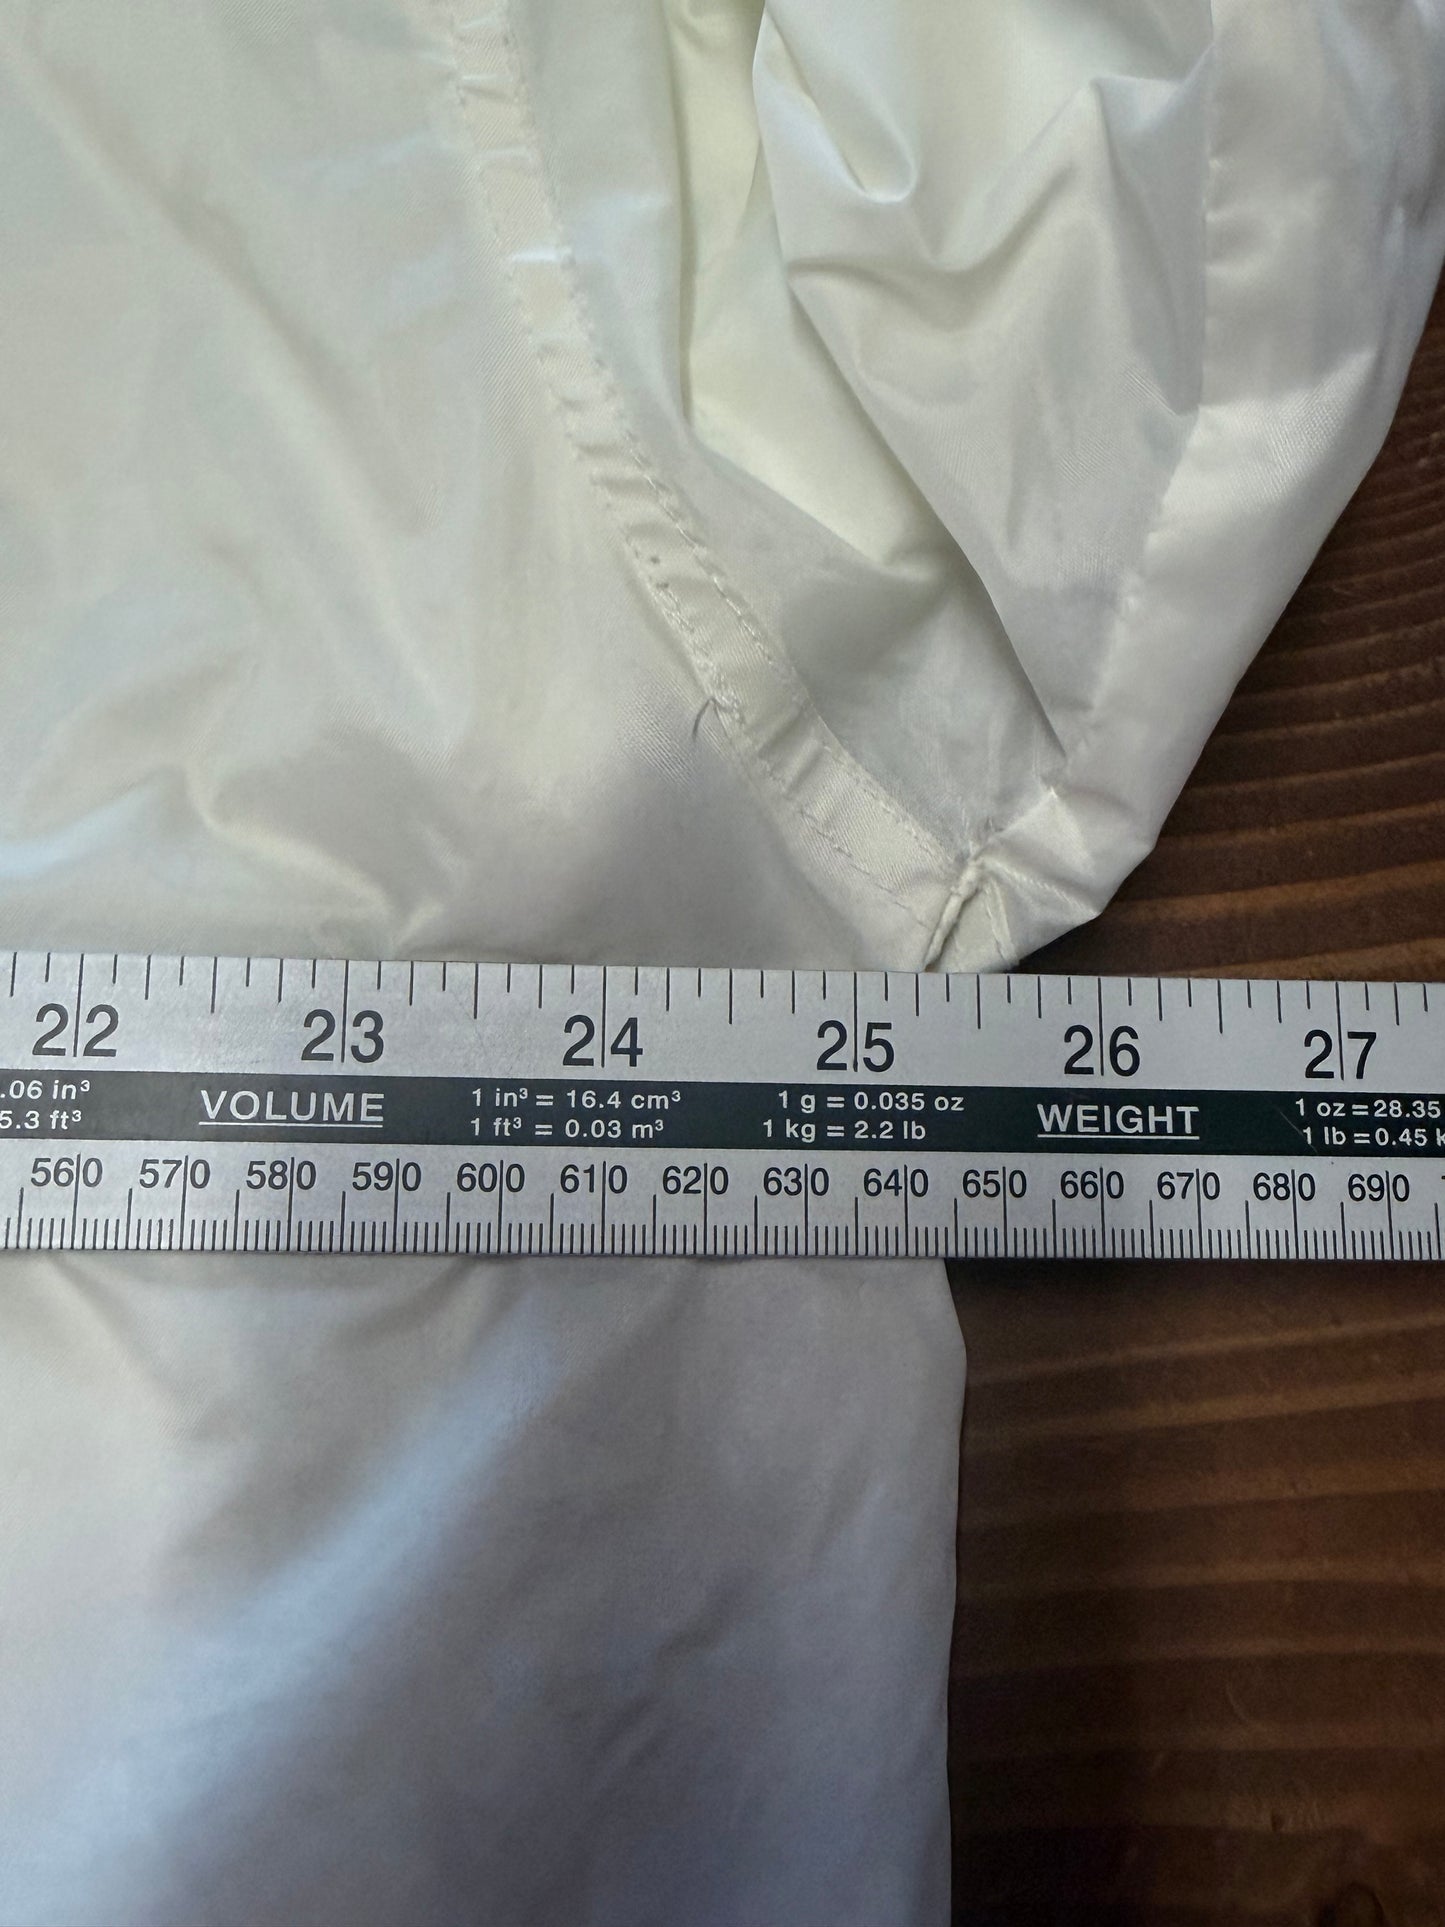 22 23 24 25 26 27
.06 in³
5.3 ft³
VOLUME
1 in³ = 16.4 cm³
1 ft³ = 0.03 m³
1 g = 0.035 oz
1 kg = 2.2 lb
WEIGHT
1 oz = 28.35
1 lb = 0.45 k
560 570 580 590 600 610 620 630 640 650 660 670 680 690